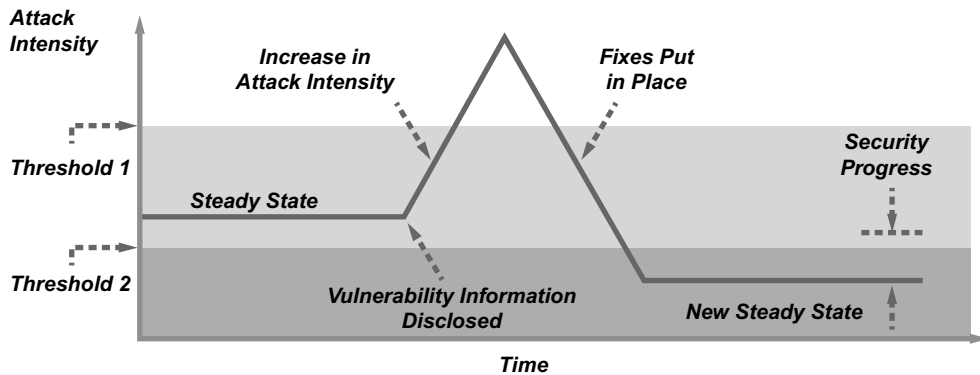 Attack
Intensity
Increase in
Attack Intensity
Fixes Put
in Place
Threshold 1
Security
Progress
Steady State
Threshold 2
Vulnerability Information
Disclosed
New Steady State
Time